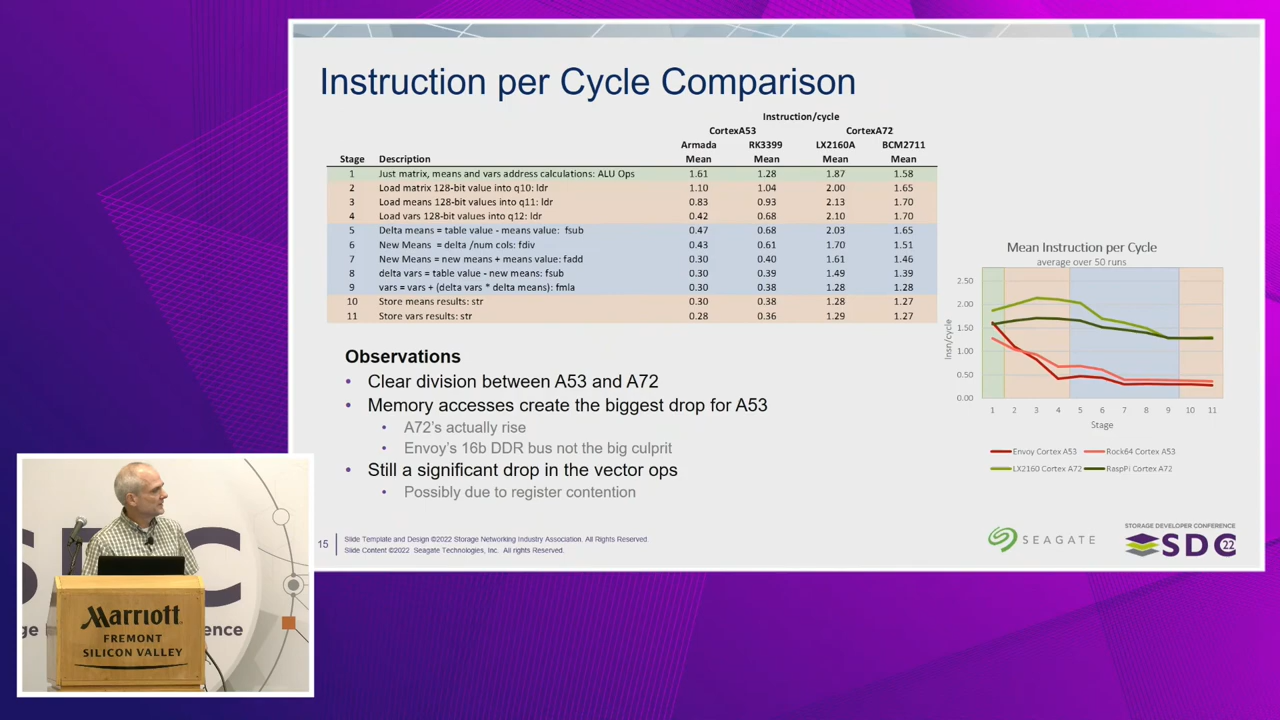 Instruction per Cycle Comparison
Instruction/cycle
CortexA53 CortexA72
Armada RK3399 LX2160A BCM2711
Stage Description Mean Mean Mean Mean
1 Just matrix, means and vars address calculations: ALU Ops 1.61 1.28 1.87 1.58
2 Load matrix 128-bit value into q10: ldr 1.10 1.04 2.00 1.65
3 Load means 128-bit values into q11: ldr 0.83 0.93 2.13 1.70
4 Load vars 128-bit values into q12: ldr 0.42 0.68 2.10 1.70
5 Delta means = table value - means value: fsub 0.47 0.68 2.03 1.65
6 New Means = delta /num cols: fdiv 0.43 0.61 1.70 1.51
7 New Means = new means + means value: fadd 0.30 0.40 1.61 1.46
8 delta vars = table value - new means: fsub 0.30 0.39 1.49 1.39
9 vars = vars + (delta vars * delta means): fmla 0.30 0.38 1.28 1.28
10 Store means results: str 0.30 0.38 1.28 1.27
11 Store vars results: str 0.28 0.36 1.29 1.27
Observations
• Clear division between A53 and A72
• Memory accesses create the biggest drop for A53
• A72's actually rise
• Envoy's 16b DDR bus not the big culprit
• Still a significant drop in the vector ops
• Possibly due to register contention
Mean Instruction per Cycle
average over 50 runs
2.50
2.00
1.50
1.00
0.50
0.00
Insn/cycle
1 2 3 4 5 6 7 8 9 10 11
Stage
Envoy Cortex A53 Rock64 Cortex A53
LX2160 Cortex A72 RaspPi Cortex A72
15
Slide Template and Design ©2022 Storage Networking Industry Association. All Rights Reserved.
Slide Content ©2022 Seagate Technologies, Inc. All rights Reserved.
SEAGATE
STORAGE DEVELOPER CONFERENCE
SDC 22
Marriott
FREMONT
SILICON VALLEY